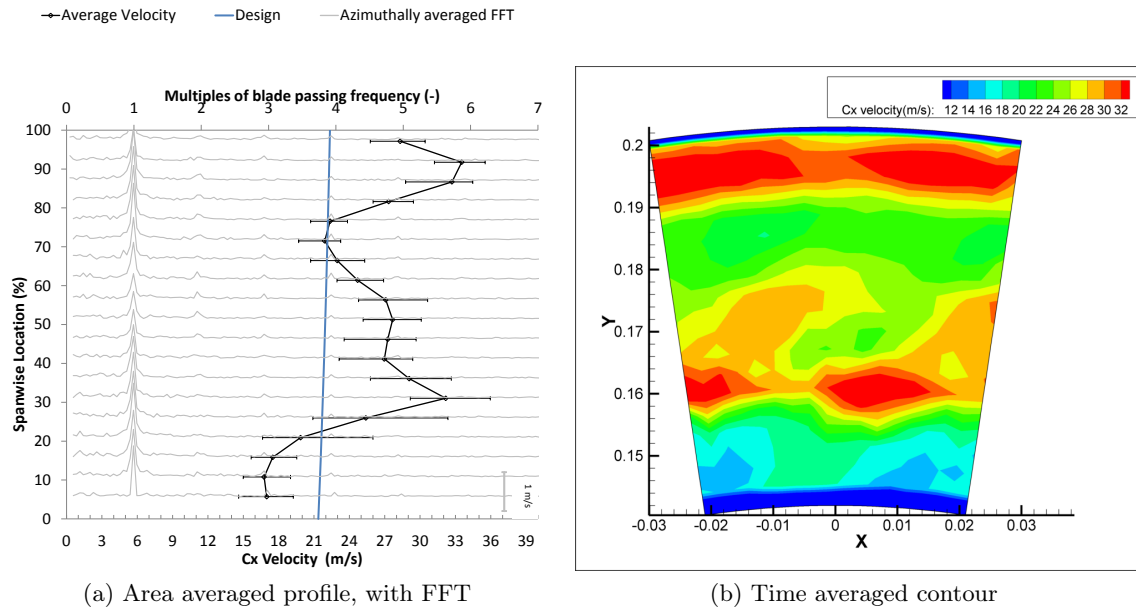 Average Velocity Design Azimuthally averaged FFT
Multiples of blade passing frequency (-)
0 1 2 3 4 5 6 7
Spanwise Location (%)
100
90
80
70
60
50
40
30
20
10
0
1 m/s
0 3 6 9 12 15 18 21 24 27 30 33 36 39
Cx Velocity (m/s)
(a) Area averaged profile, with FFT
Cx velocity(m/s): 12 14 16 18 20 22 24 26 28 30 32
Y
0.2
0.19
0.18
0.17
0.16
0.15
-0.03 -0.02 -0.01 0 0.01 0.02 0.03
X
(b) Time averaged contour